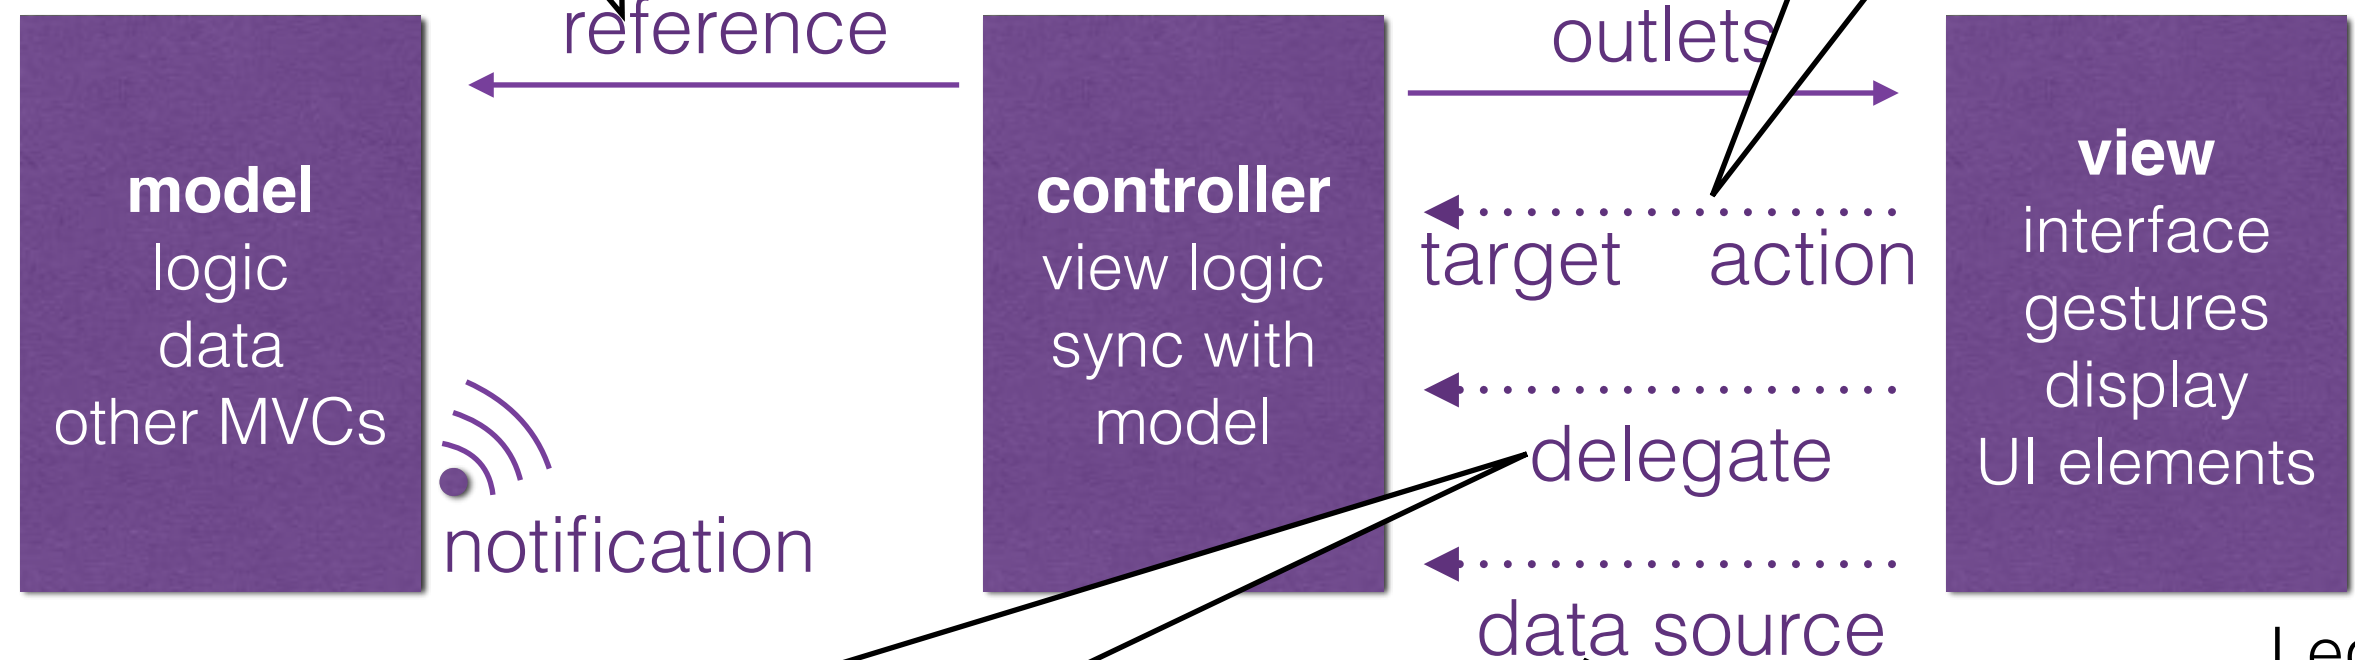 reference
outlets
model
logic
data
other MVCs
notification
controller
view logic
sync with
model
target action
delegate
data source
view
interface
gestures
display
UI elements